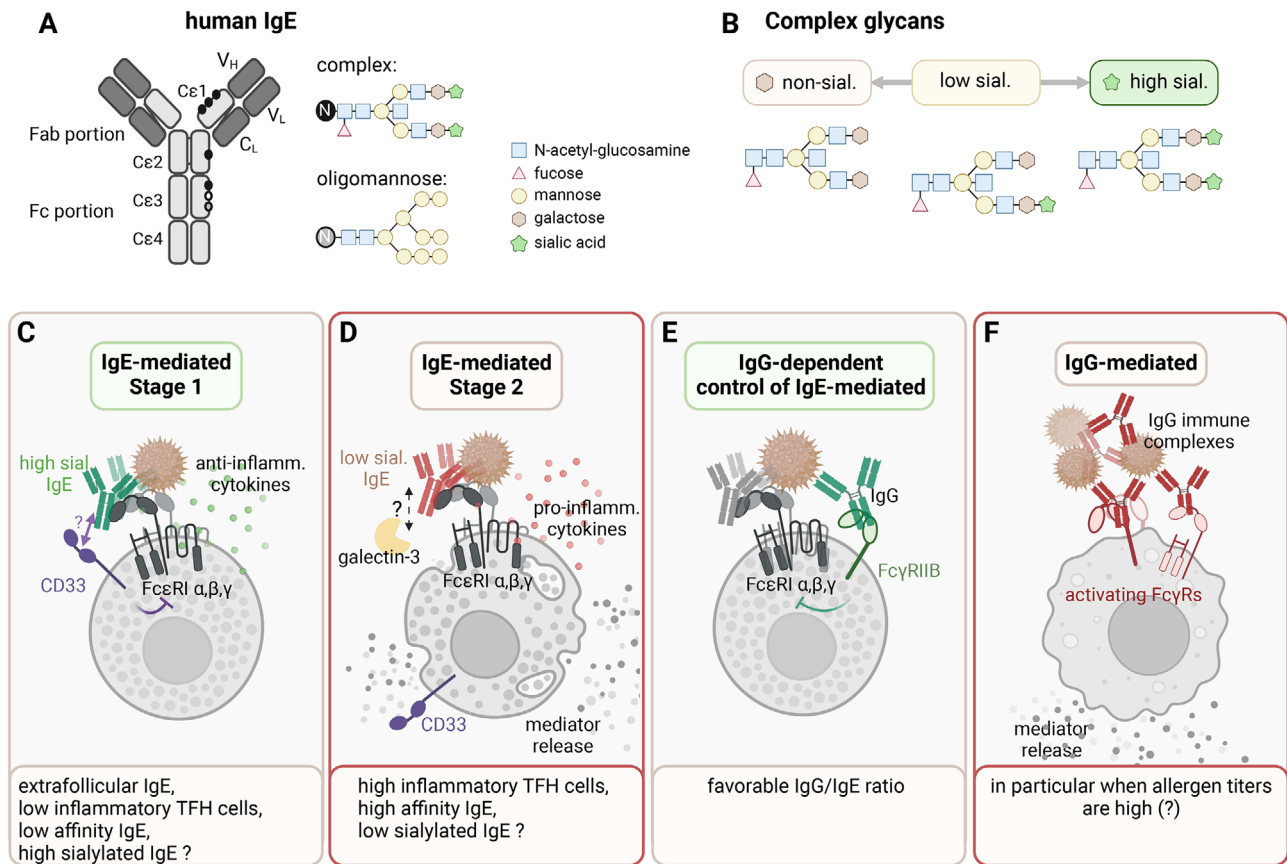 A
human IgE
Cε1
V_H
V_L
C_L
Fab portion
Cε2
Fc portion
Cε3
Cε4
complex:
N
oligomannose:
N
N-acetyl-glucosamine
fucose
mannose
galactose
sialic acid
B
Complex glycans
non-sial.
low sial.
high sial.
C
IgE-mediated
Stage 1
high sial.
IgE
anti-inflamm.
cytokines
?
CD33
FcεRI α,β,γ
extrafollicular IgE,
low inflammatory TFH cells,
low affinity IgE,
high sialylated IgE ?
D
IgE-mediated
Stage 2
low sial.
IgE
?
pro-inflamm.
cytokines
galectin-3
FcεRI α,β,γ
CD33
mediator
release
high inflammatory TFH cells,
high affinity IgE,
low sialylated IgE ?
E
IgG-dependent
control of IgE-mediated
IgG
FcγRIIB
FcεRI α,β,γ
favorable IgG/IgE ratio
F
IgG-mediated
IgG immune
complexes
activating FcγRs
mediator
release
in particular when allergen titers
are high (?)